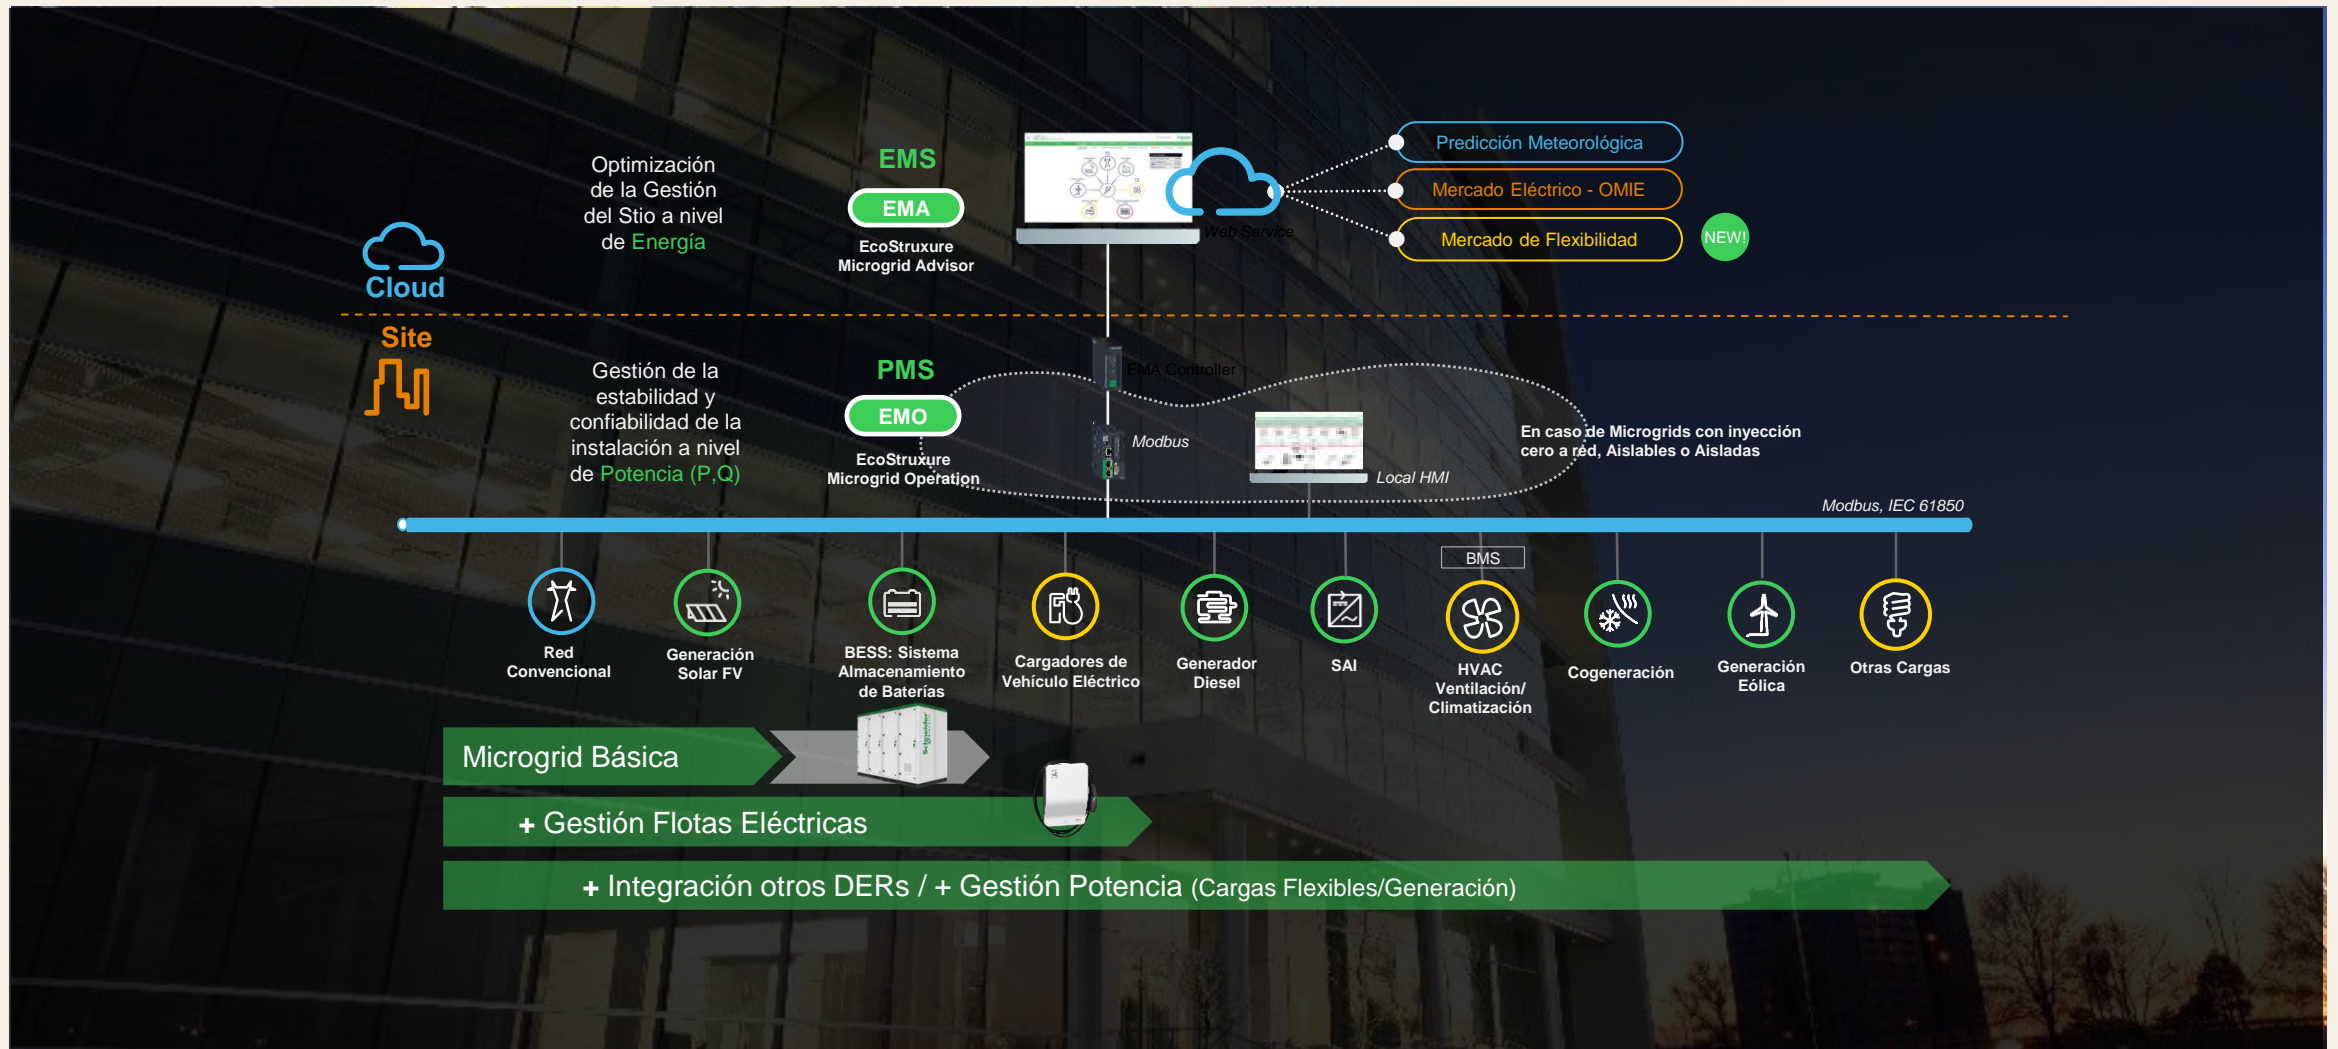 Optimización
de la Gestión
del Stio a nivel
de Energía
EMS
EMA
EcoStruxure
Microgrid Advisor
Web Service
Predicción Meteorológica
Mercado Eléctrico - OMIE
Mercado de Flexibilidad
NEW!
Cloud
Site
Gestión de la
estabilidad y
confiabilidad de la
instalación a nivel
de Potencia (P,Q)
PMS
EMO
EcoStruxure
Microgrid Operation
EMA Controller
Modbus
Local HMI
En caso de Microgrids con inyección
cero a red, Aislables o Aisladas
Modbus, IEC 61850
BMS
Red
Convencional
Generación
Solar FV
BESS: Sistema
Almacenamiento
de Baterías
Cargadores de
Vehículo Eléctrico
Generador
Diesel
SAI
HVAC
Ventilación/
Climatización
Cogeneración
Generación
Eólica
Otras Cargas
Microgrid Básica
Schneider
+ Gestión Flotas Eléctricas
+ Integración otros DERs / + Gestión Potencia (Cargas Flexibles/Generación)